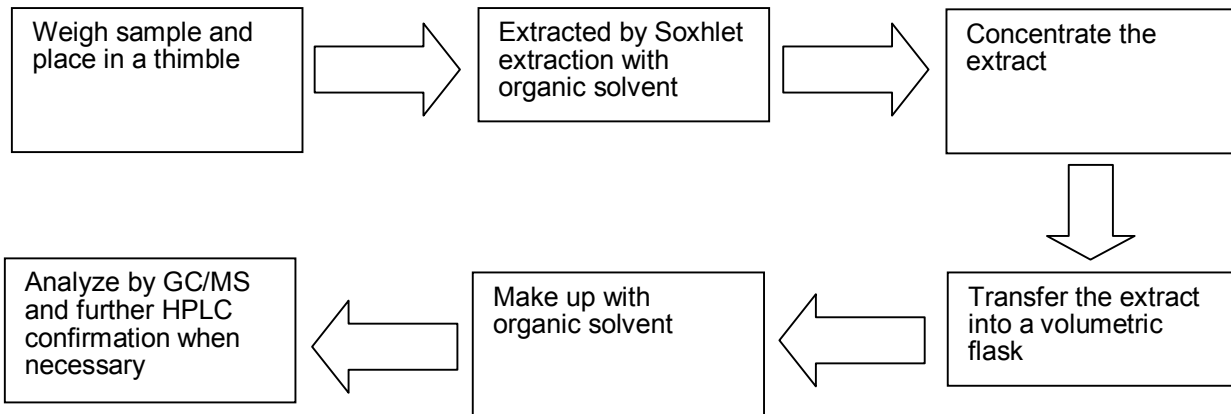 Weigh sample and
place in a thimble
Extracted by Soxhlet
extraction with
organic solvent
Concentrate the
extract
Transfer the extract
into a volumetric
flask
Make up with
organic solvent
Analyze by GC/MS
and further HPLC
confirmation when
necessary